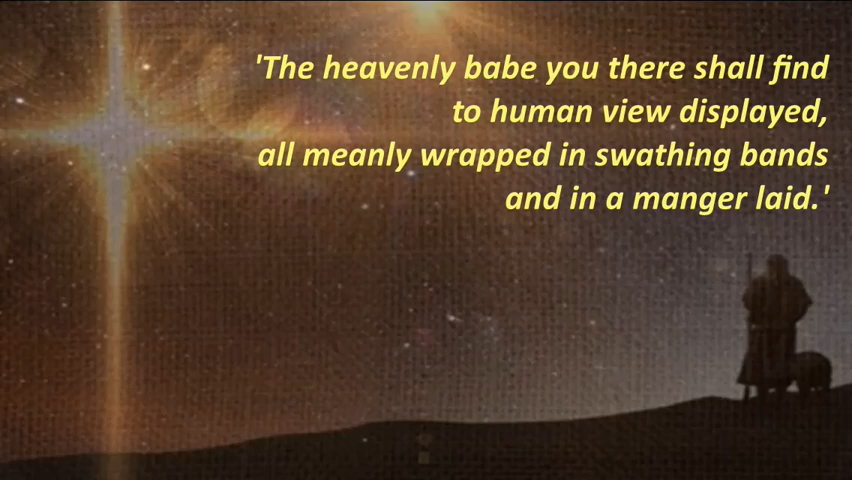 'The heavenly babe you there shall find
to human view displayed,
all meanly wrapped in swathing bands
and in a manger laid.'